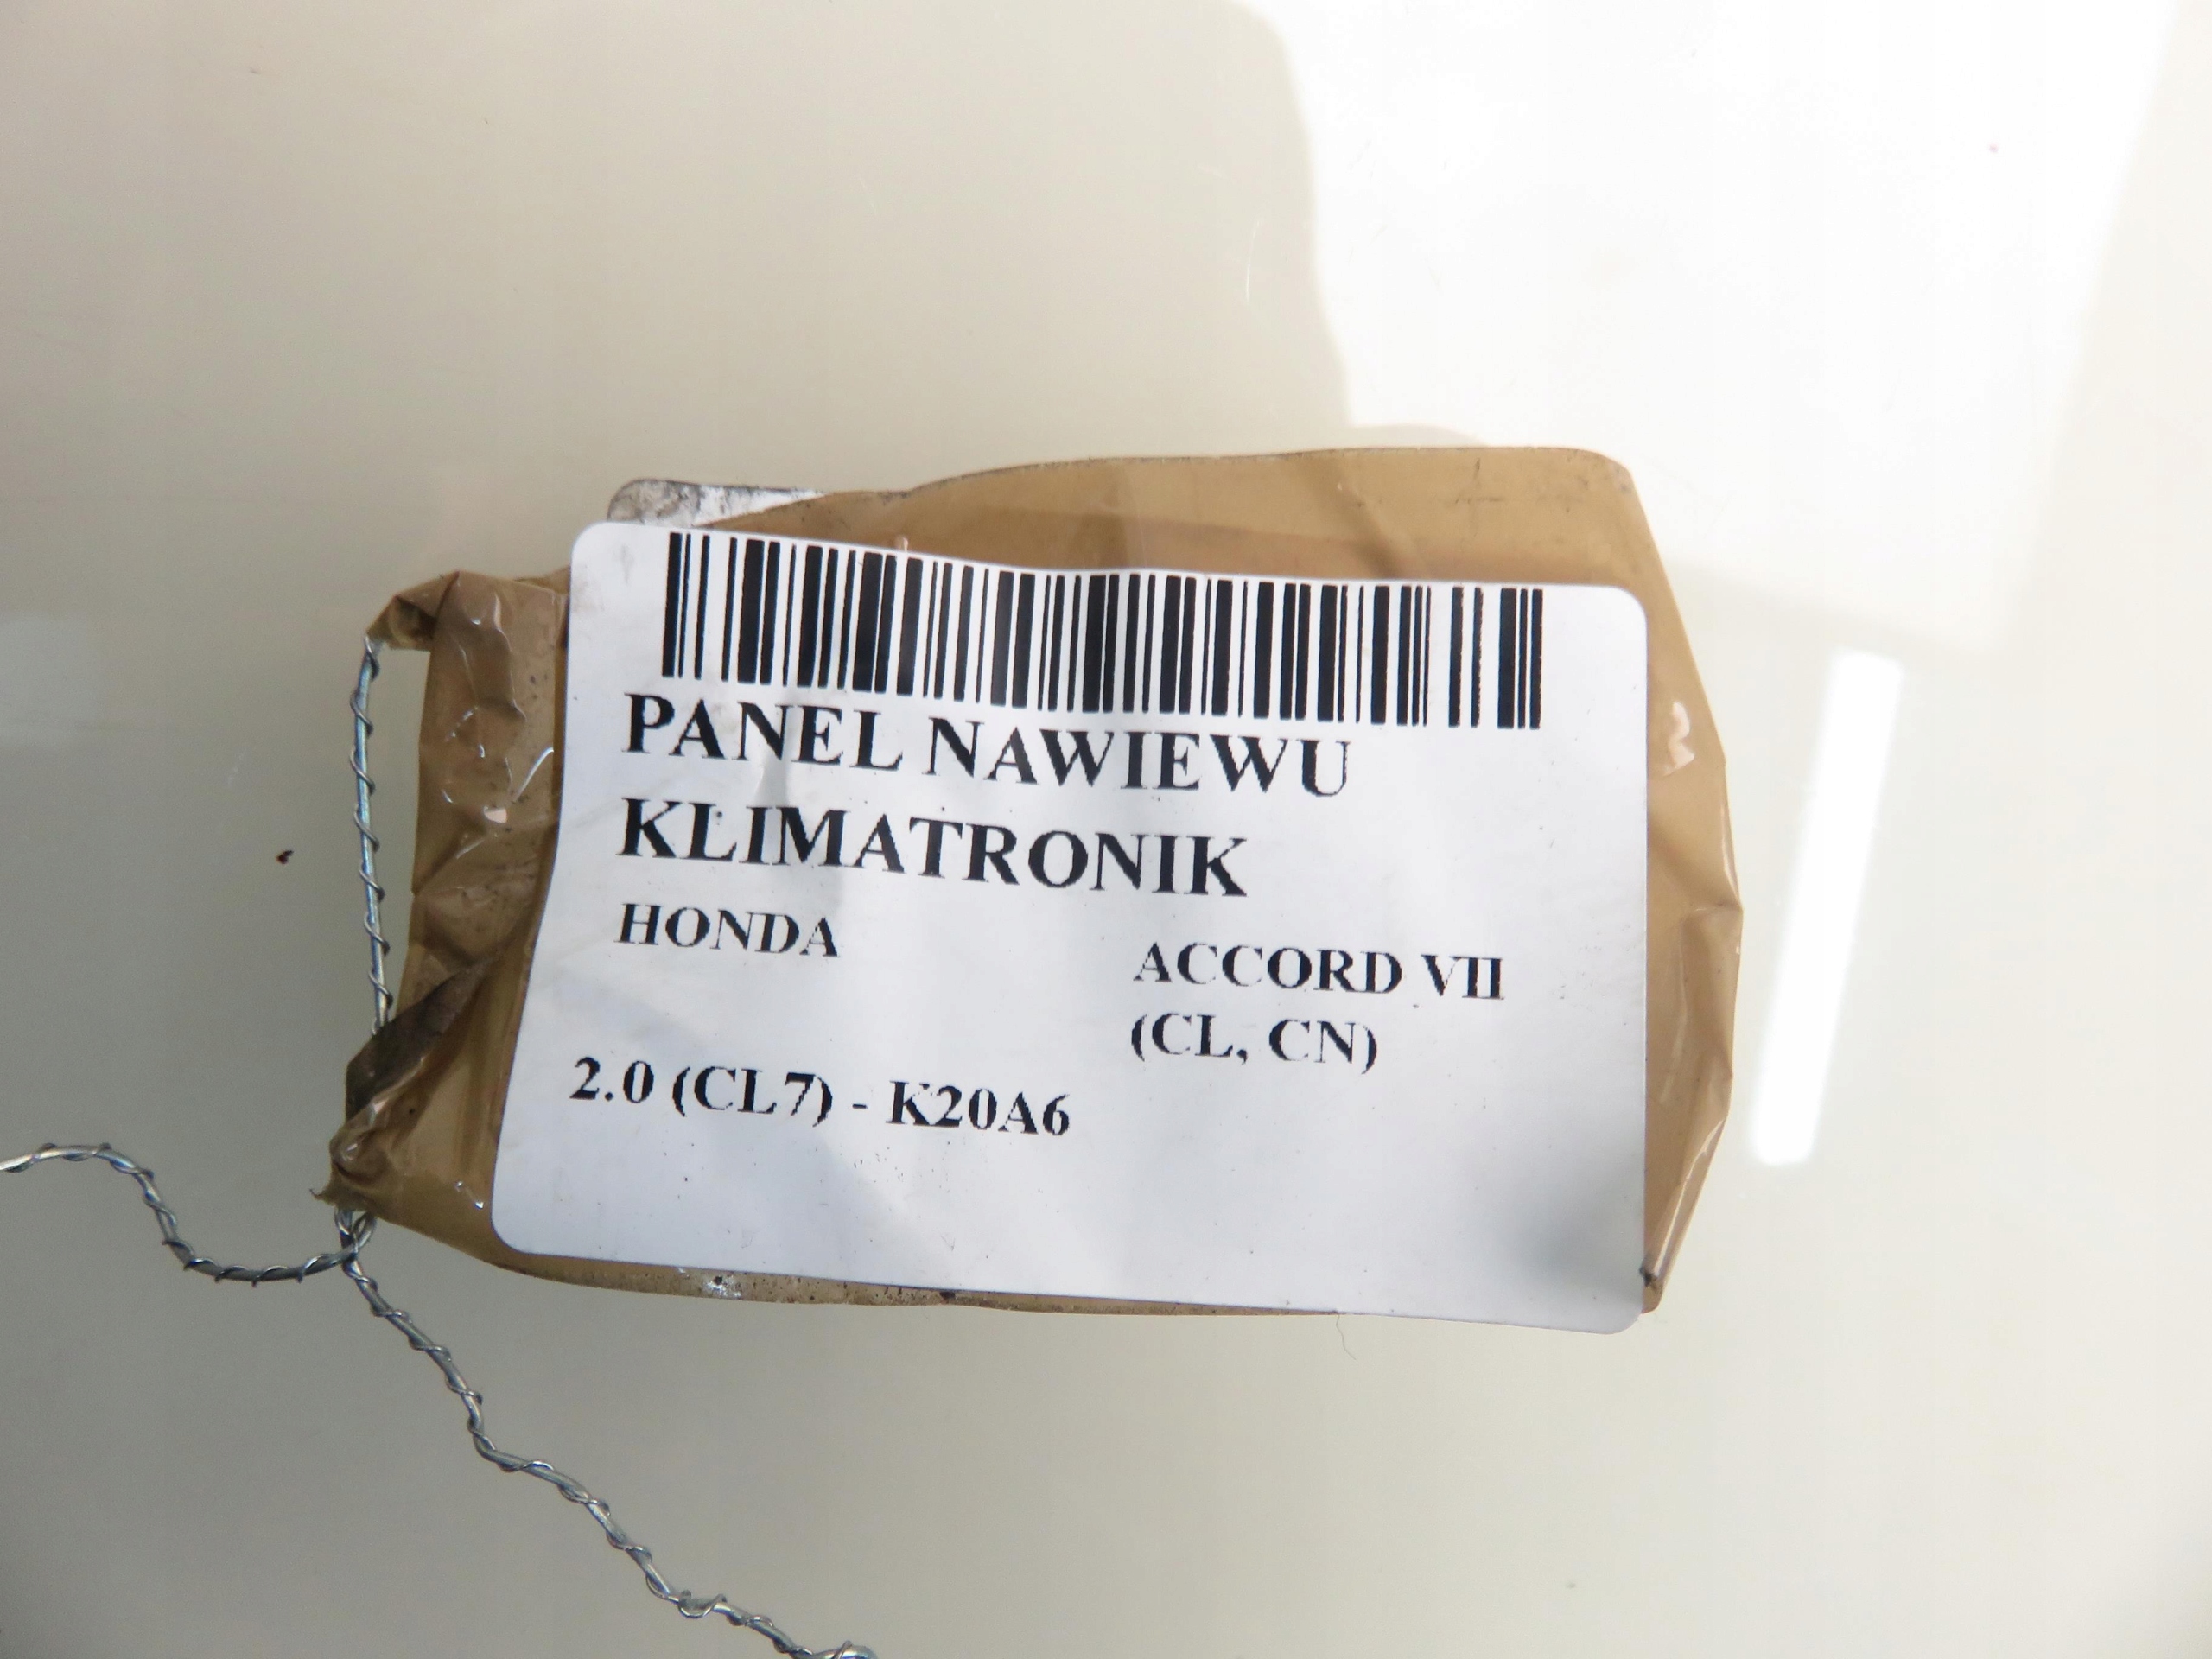 PANEL NAWIEWU
KLIMATRONIK
HONDA
ACCORD VII
(CL, CN)
2.0 (CL7) - K20A6